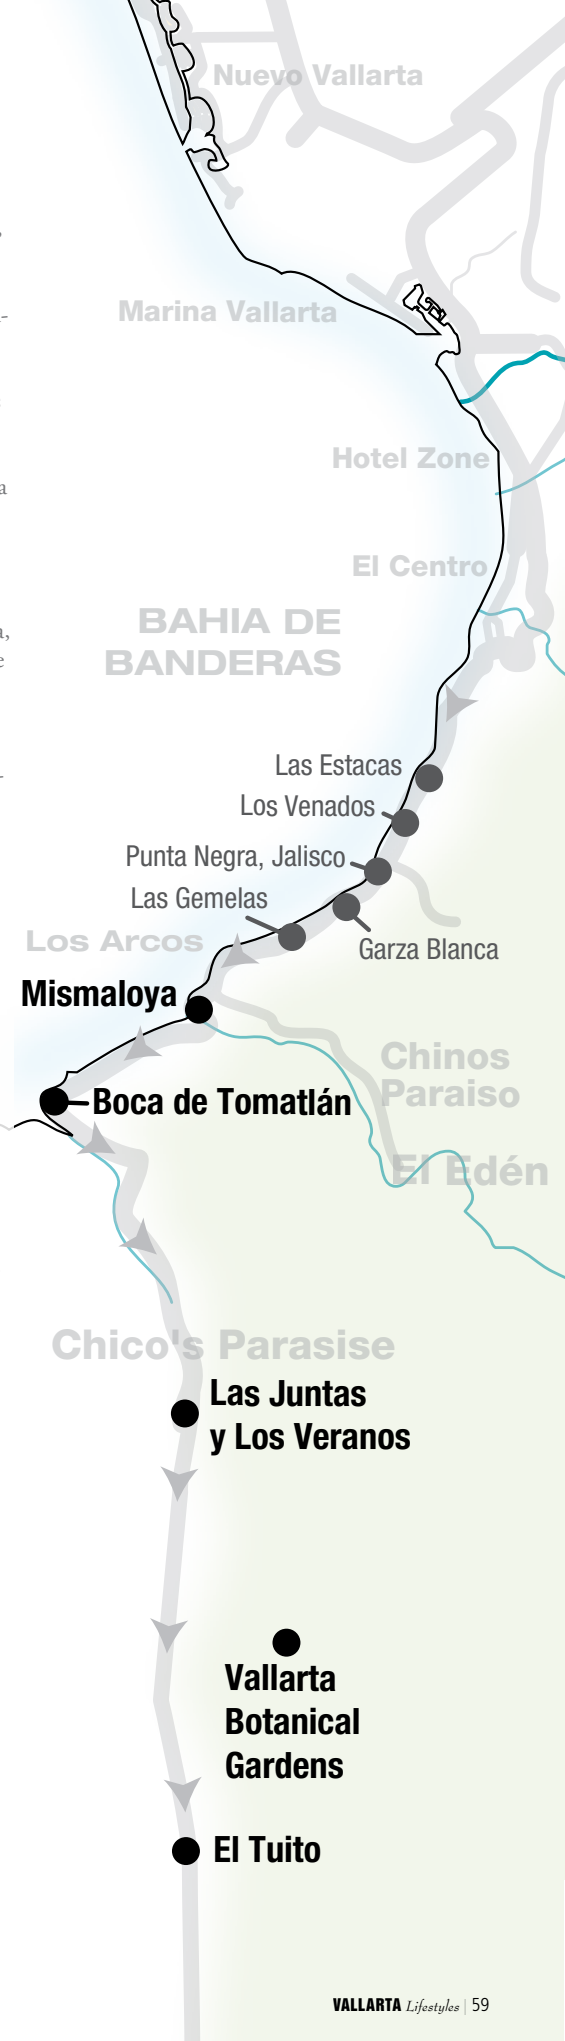 Nuevo Vallarta
Marina Vallarta
Hotel Zone
El Centro
BAHIA DE
BANDERAS
Las Estacas
Los Venados
Punta Negra, Jalisco
Las Gemelas
Garza Blanca
Los Arcos
Mismaloya
Chinos
Paraiso
Boca de Tomatlán
El Edén
Chico's Parasise
Las Juntas
y Los Veranos
Vallarta
Botanical
Gardens
El Tuito
VALLARTA Lifestyles | 59